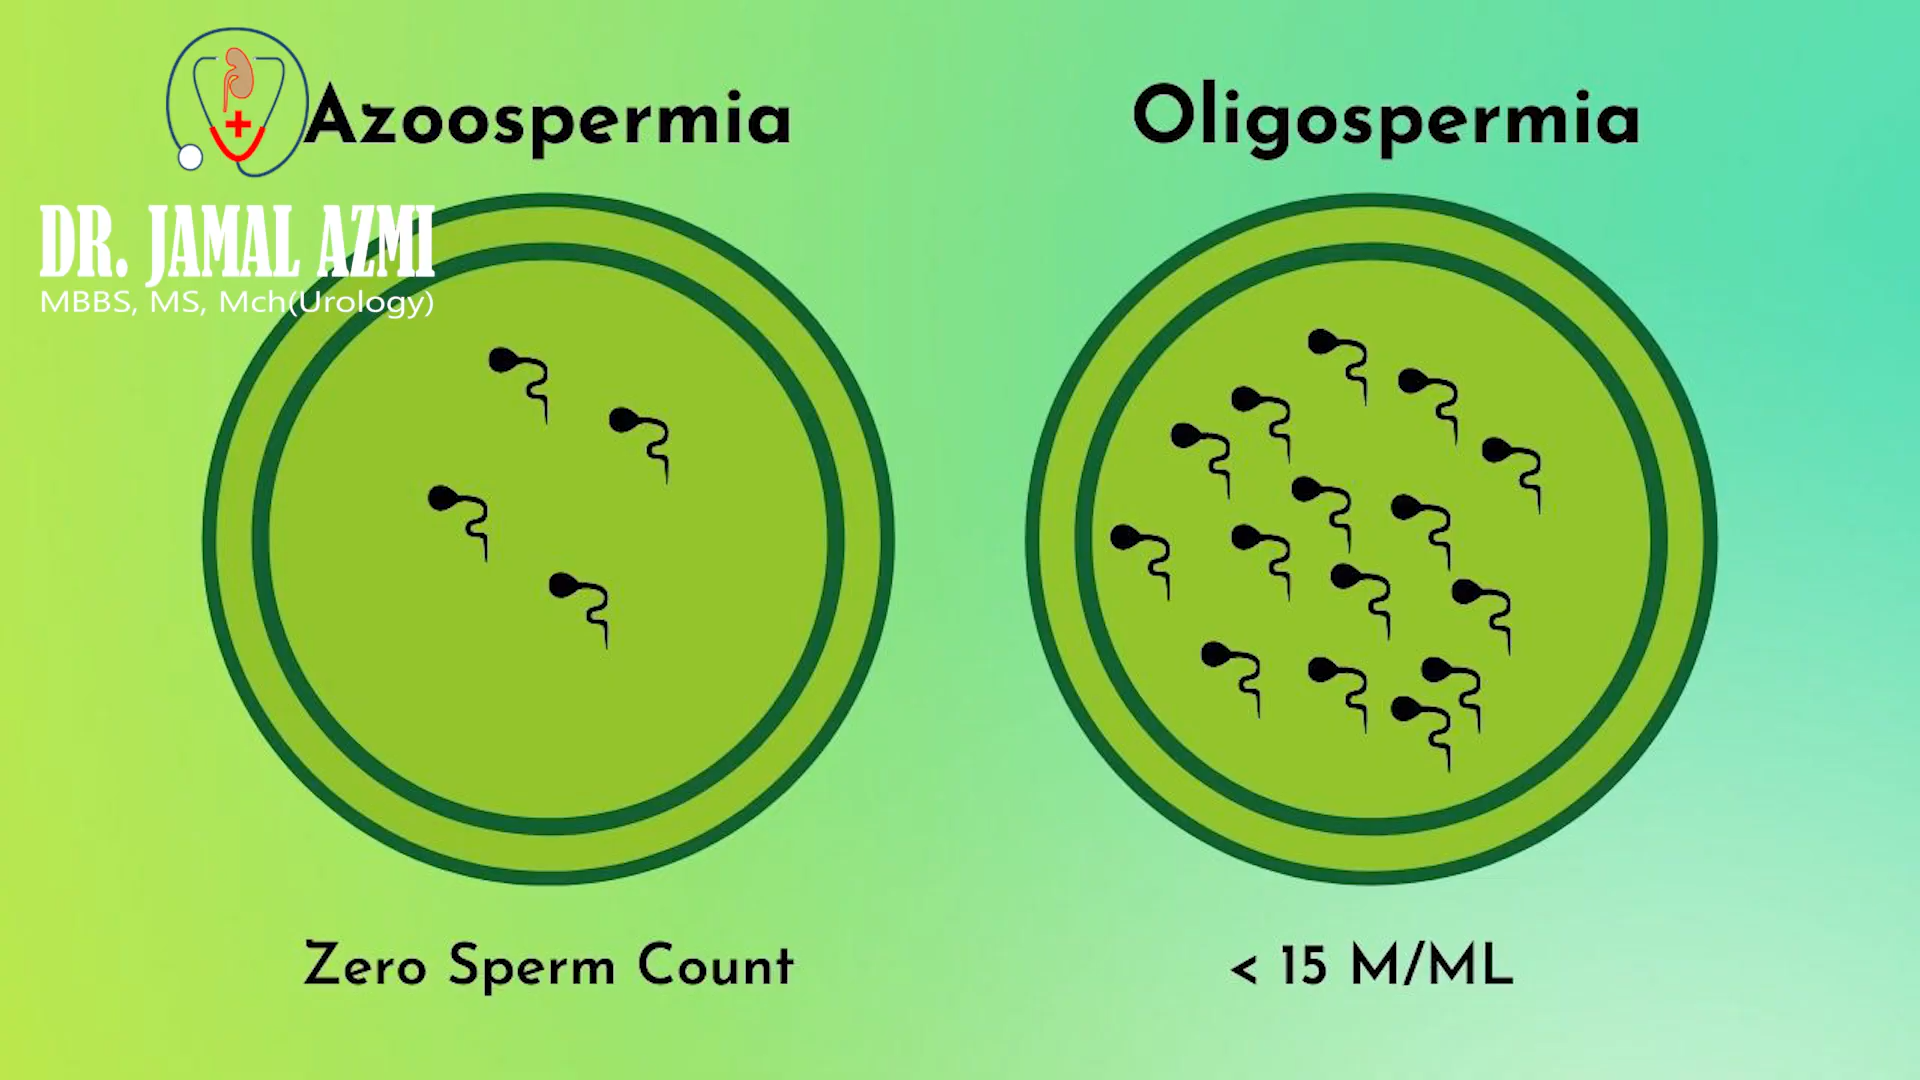 Azoospermia
Oligospermia
DR. JAMAL AZMI
MBBS, MS, Mch(Urology)
Zero Sperm Count
< 15 M/ML